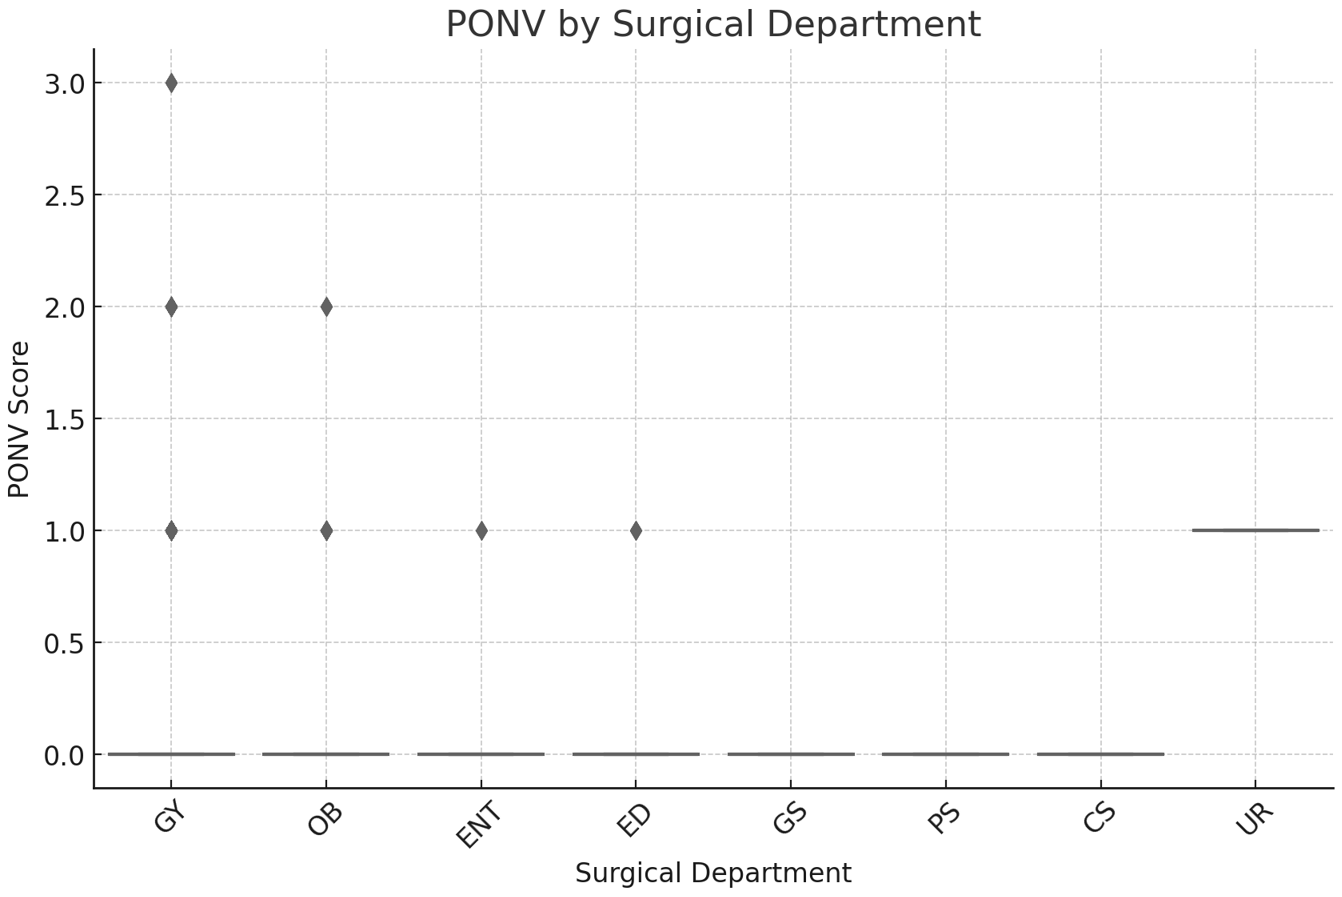 PONV by Surgical Department
PONV Score
3.0
2.5
2.0
1.5
1.0
0.5
0.0
GY
OB
ENT
ED
GS
PS
CS
UR
Surgical Department